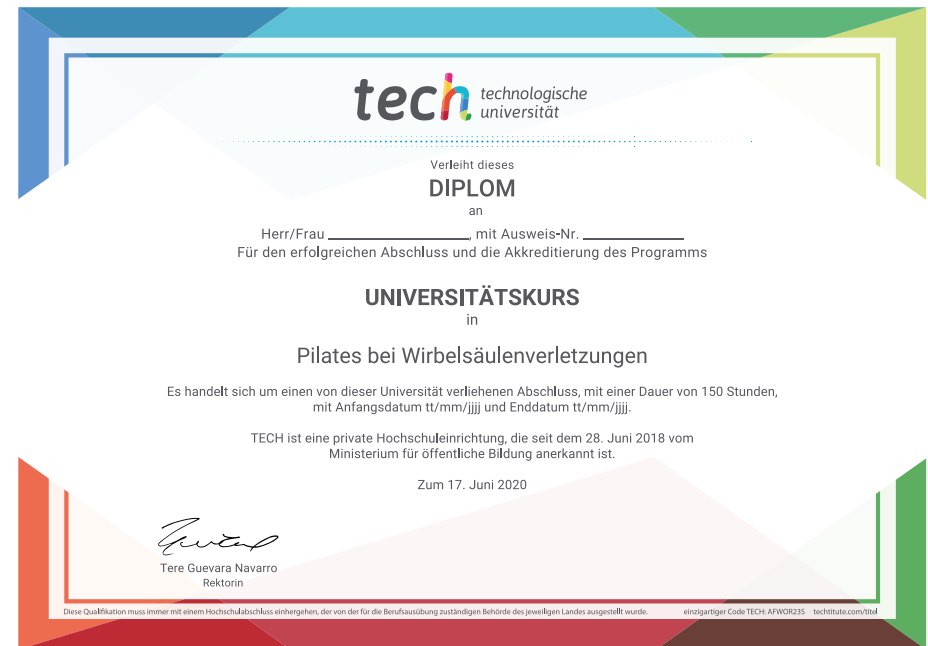 tech technologische
universität
Verleiht dieses
DIPLOM
an
Herr/Frau ____________, mit Ausweis-Nr. ____________
Für den erfolgreichen Abschluss und die Akkreditierung des Programms
UNIVERSITÄTSKURS
in
Pilates bei Wirbelsäulenverletzungen
Es handelt sich um einen von dieser Universität verliehenen Abschluss, mit einer Dauer von 150 Stunden,
mit Anfangsdatum tt/mm/jjjj und Enddatum tt/mm/jjjj.
TECH ist eine private Hochschuleinrichtung, die seit dem 28. Juni 2018 vom
Ministerium für öffentliche Bildung anerkannt ist.
Zum 17. Juni 2020
Tere Guevara Navarro
Rektorin
Diese Qualifikation muss immer mit einem Hochschulabschluss einhergehen, der von der für die Berufsausübung zuständigen Behörde des jeweiligen Landes ausgestellt wurde. einzigartiger Code TECH: AFWOR235 techtitute.com/titel